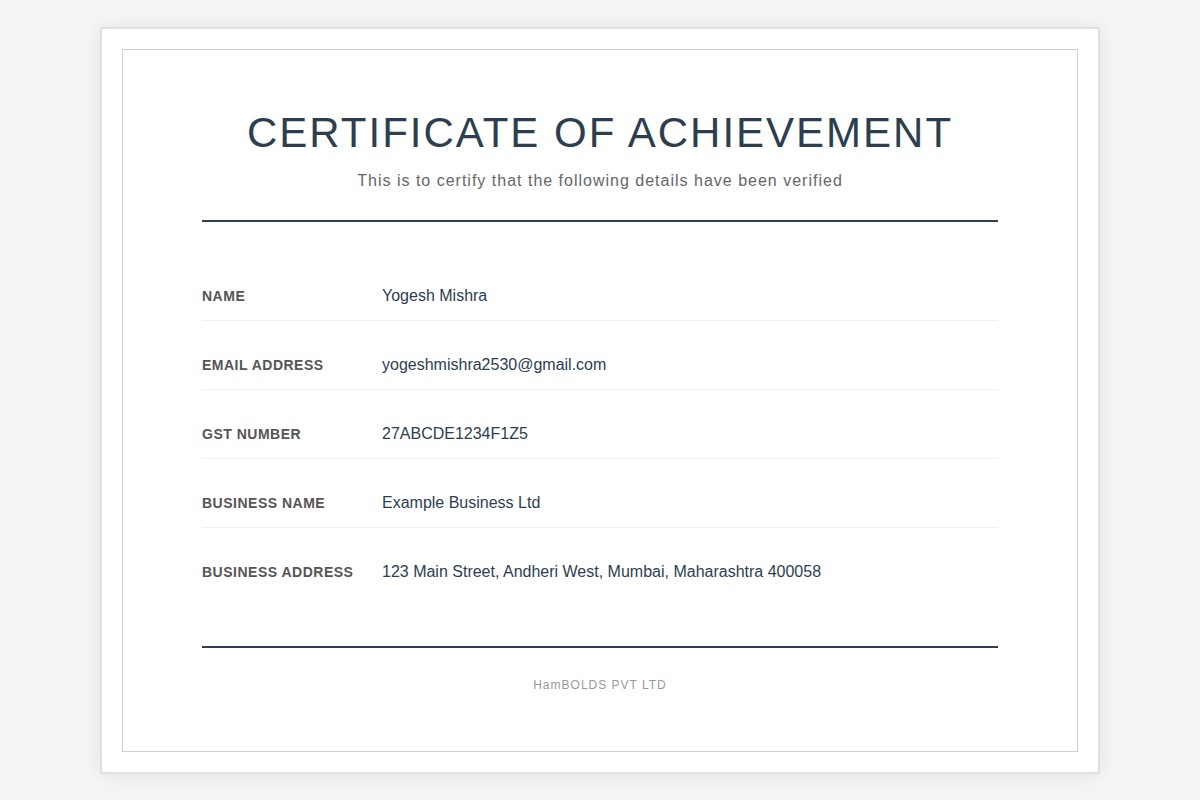 CERTIFICATE OF ACHIEVEMENT
This is to certify that the following details have been verified
NAME Yogesh Mishra
EMAIL ADDRESS yogeshmishra2530@gmail.com
GST NUMBER 27ABCDE1234F1Z5
BUSINESS NAME Example Business Ltd
BUSINESS ADDRESS 123 Main Street, Andheri West, Mumbai, Maharashtra 400058
HamBOLDS PVT LTD